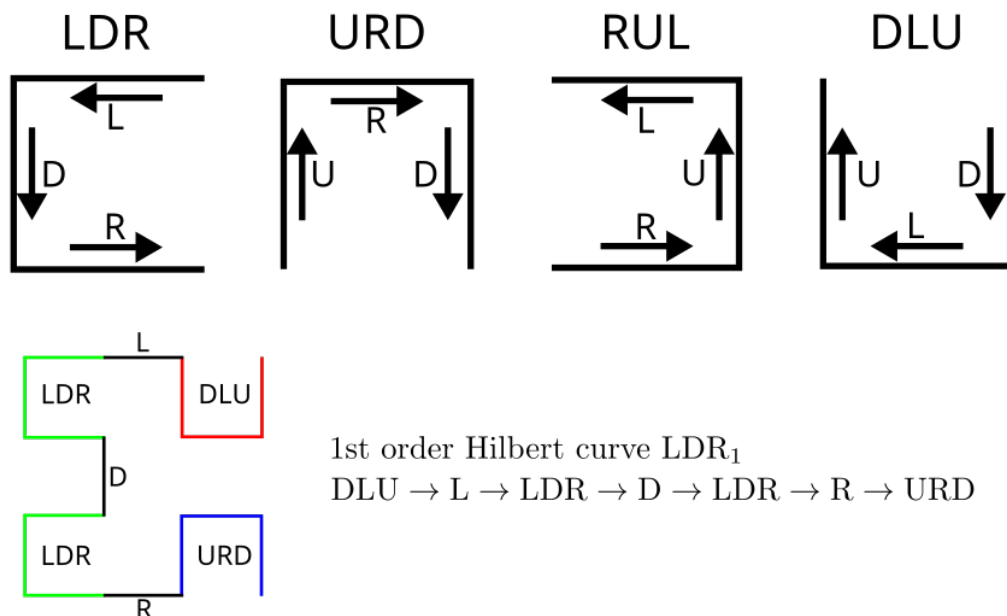 LDR URD RUL DLU
L R L
D U D U U D
R R L
L
LDR DLU
D
LDR URD
R
1st order Hilbert curve LDR₁
DLU → L → LDR → D → LDR → R → URD